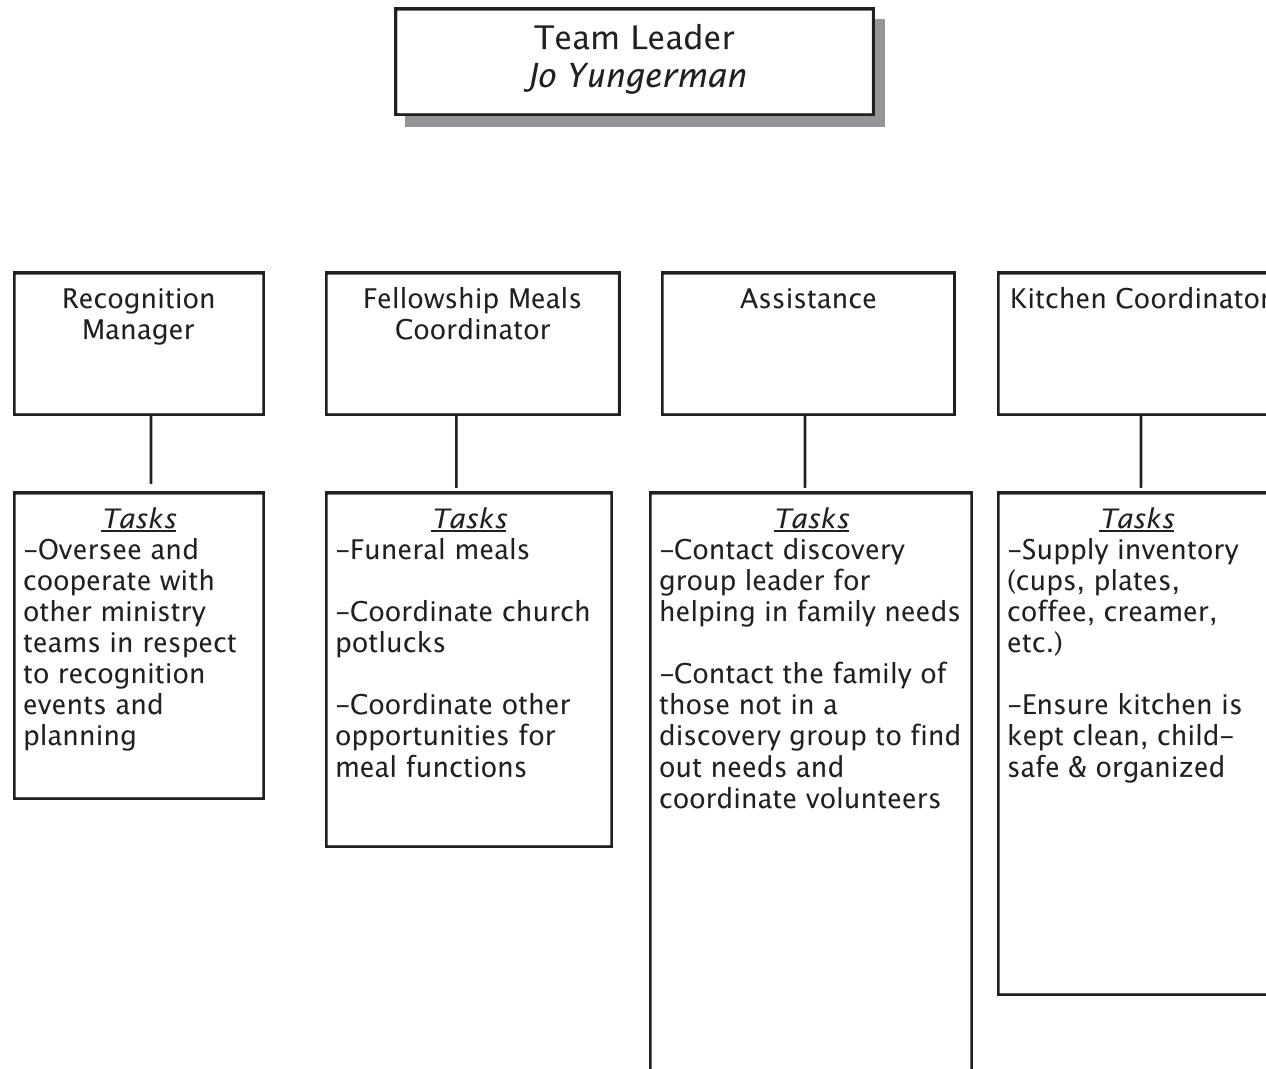 Team Leader
Jo Yungerman
Recognition
Manager
Fellowship Meals
Coordinator
Assistance
Kitchen Coordinator
Tasks
-Oversee and
cooperate with
other ministry
teams in respect
to recognition
events and
planning
Tasks
-Funeral meals
-Coordinate church
potlucks
-Coordinate other
opportunities for
meal functions
Tasks
-Contact discovery
group leader for
helping in family needs
-Contact the family of
those not in a
discovery group to find
out needs and
coordinate volunteers
Tasks
-Supply inventory
(cups, plates,
coffee, creamer,
etc.)
-Ensure kitchen is
kept clean, child-
safe & organized